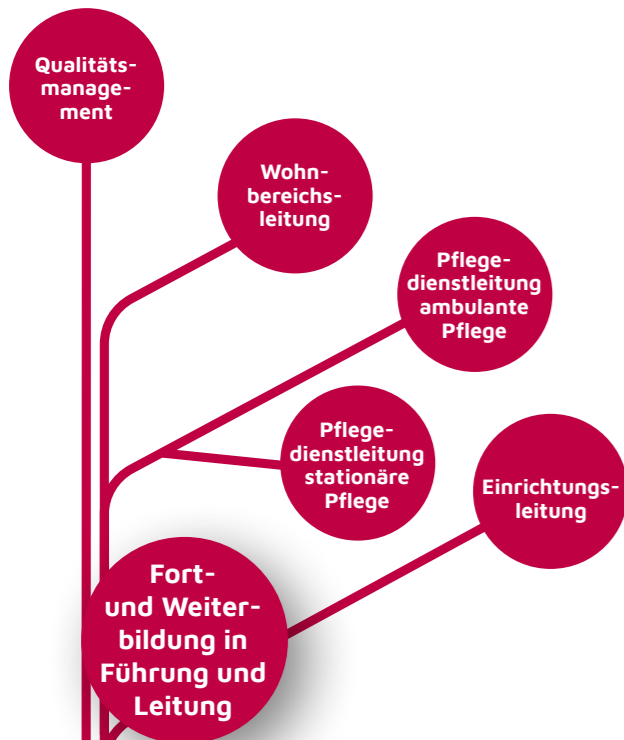 Qualitäts-
manage-
ment
Wohn-
bereichs-
leitung
Pflege-
dienstleitung
ambulante
Pflege
Pflege-
dienstleitung
stationäre
Pflege
Einrichtungs-
leitung
Fort-
und Weiter-
bildung in
Führung und
Leitung